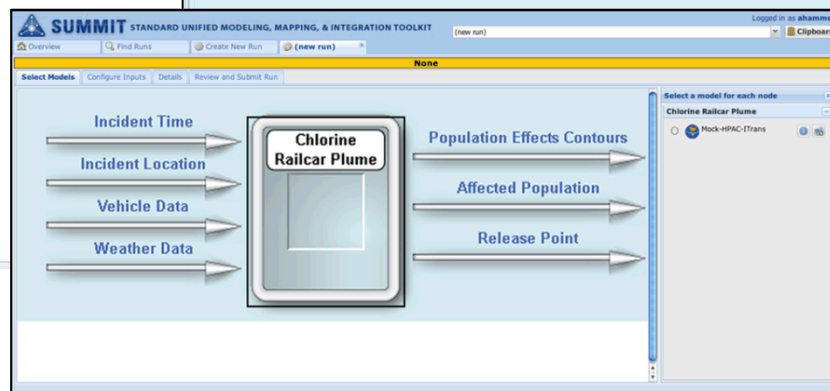 SUMMIT STANDARD UNIFIED MODELING, MAPPING, & INTEGRATION TOOLKIT
Logged in as ahamme
(new run)
Clipboar
Overview
Find Runs
Create New Run
(new run)
None
Select Models
Configure Inputs
Details
Review and Submit Run
Select a model for each node
Chlorine Railcar Plume
Mock-HPAC-ITrans
Incident Time
Incident Location
Vehicle Data
Weather Data
Chlorine
Railcar Plume
Population Effects Contours
Affected Population
Release Point